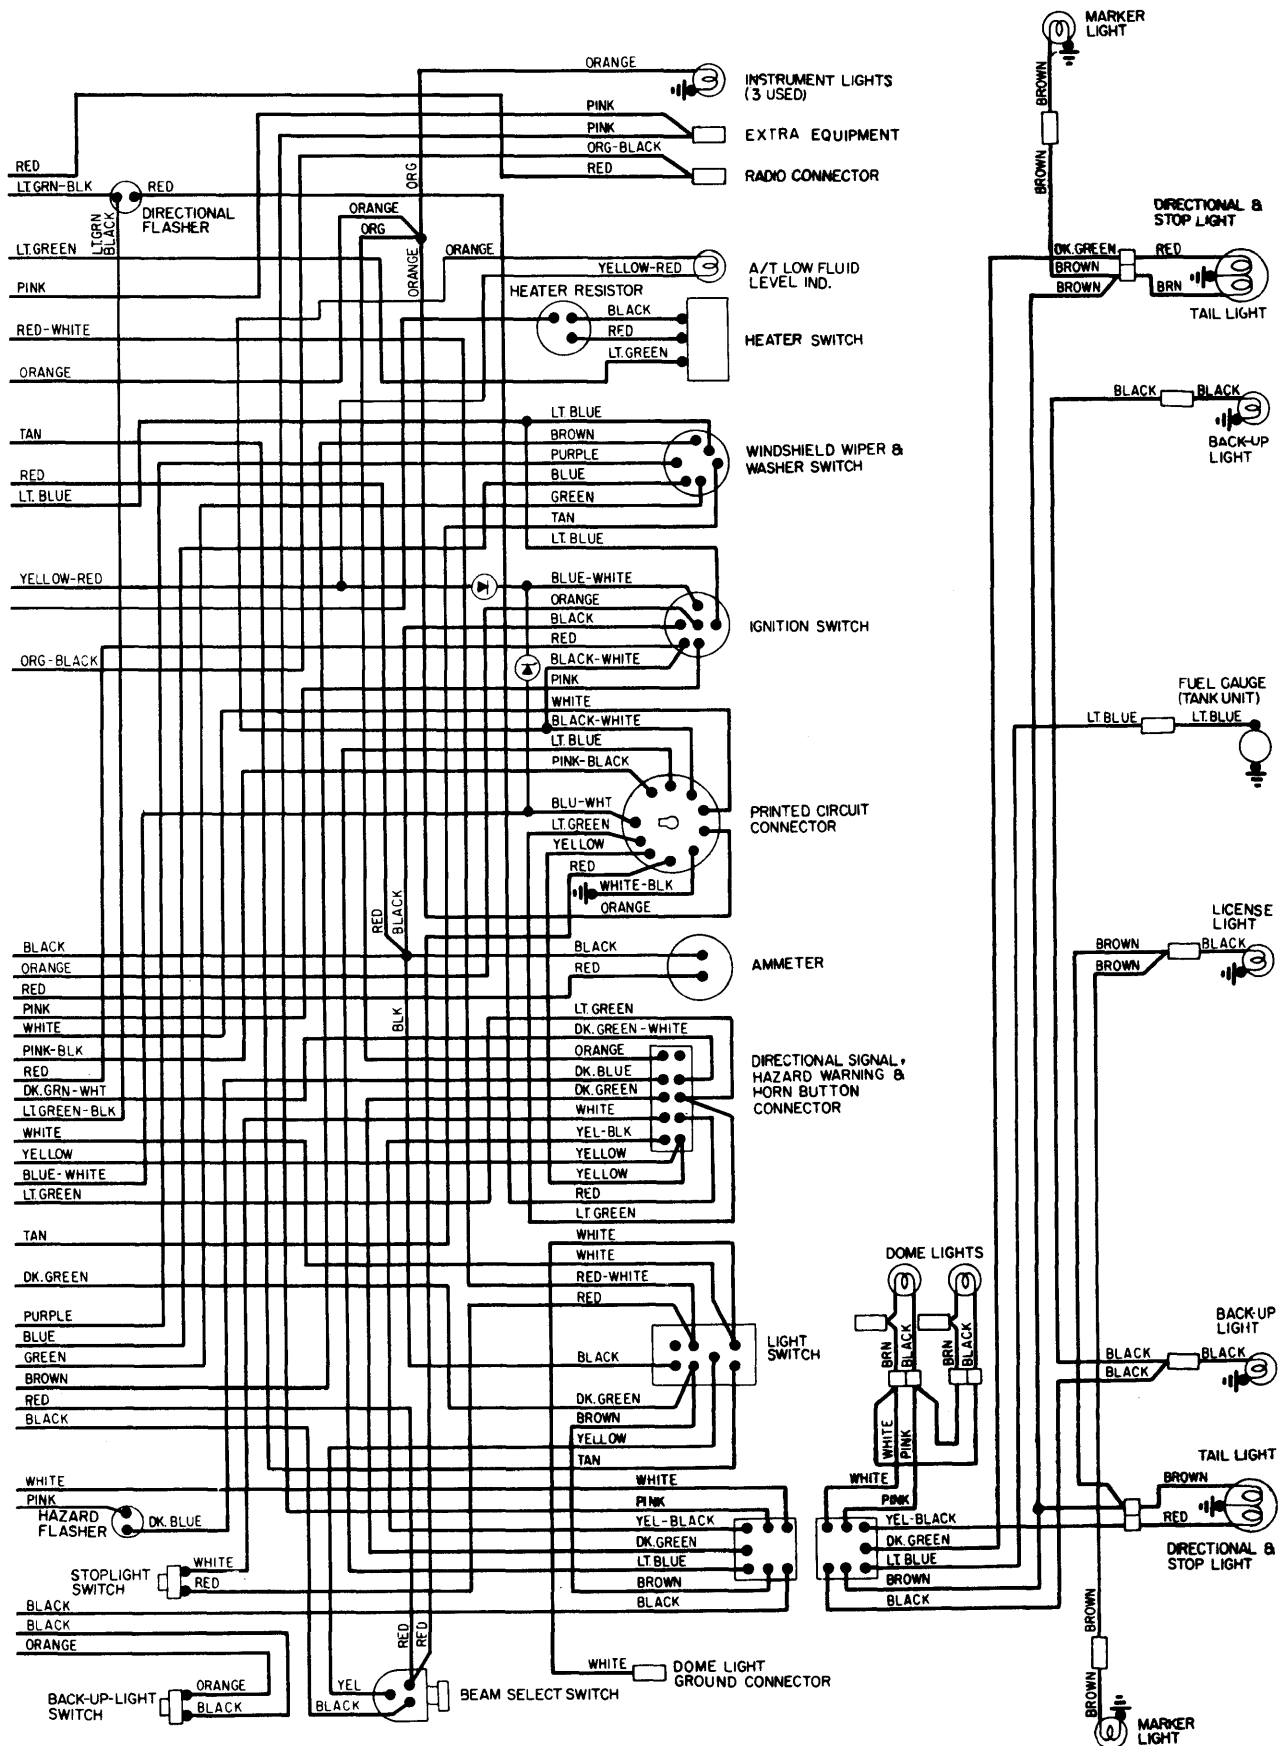 MARKER
LIGHT
BROWN
BROWN
ORANGE
INSTRUMENT LIGHTS
(3 USED)
PINK
PINK
EXTRA EQUIPMENT
ORG-BLACK
RED
RADIO CONNECTOR
RED
LT.GRN-BLK
RED
DIRECTIONAL
FLASHER
LT.GRN
BLACK
ORG
ORANGE
ORG
ORANGE
DIRECTIONAL &
STOP LIGHT
DK.GREEN
RED
BROWN
BROWN
BRN
TAIL LIGHT
LT.GREEN
ORANGE
YELLOW-RED
A/T LOW FLUID
LEVEL IND.
PINK
HEATER RESISTOR
BLACK
RED
LT.GREEN
HEATER SWITCH
RED-WHITE
ORANGE
BLACK
BLACK
BACK-UP
LIGHT
LT. BLUE
BROWN
PURPLE
BLUE
GREEN
TAN
LT. BLUE
WINDSHIELD WIPER &
WASHER SWITCH
TAN
RED
LT. BLUE
YELLOW-RED
BLUE-WHITE
ORANGE
BLACK
RED
BLACK-WHITE
PINK
IGNITION SWITCH
ORG-BLACK
WHITE
BLACK-WHITE
LT.BLUE
PINK-BLACK
BLU-WHT
LT.GREEN
YELLOW
RED
WHITE-BLK
ORANGE
PRINTED CIRCUIT
CONNECTOR
FUEL GAUGE
(TANK UNIT)
LT.BLUE
LT.BLUE
RED
BLACK
LICENSE
LIGHT
BROWN
BLACK
BROWN
BLACK
ORANGE
RED
PINK
WHITE
PINK-BLK
RED
DK.GRN-WHT
LT.GREEN-BLK
WHITE
YELLOW
BLUE-WHITE
LT.GREEN
TAN
DK.GREEN
PURPLE
BLUE
GREEN
BROWN
RED
BLACK
BLACK
RED
AMMETER
BLK
LT.GREEN
DK.GREEN-WHITE
ORANGE
DK.BLUE
DK.GREEN
WHITE
YEL-BLK
YELLOW
YELLOW
RED
LT.GREEN
DIRECTIONAL SIGNAL,
HAZARD WARNING &
HORN BUTTON
CONNECTOR
WHITE
WHITE
RED-WHITE
RED
LIGHT
SWITCH
BLACK
DK.GREEN
BROWN
YELLOW
TAN
DOME LIGHTS
BRN
BLACK
BRN
BLACK
WHITE
PINK
BACK-UP
LIGHT
BLACK
BLACK
BLACK
TAIL LIGHT
BROWN
RED
DIRECTIONAL &
STOP LIGHT
WHITE
PINK
HAZARD
FLASHER
DK.BLUE
STOPLIGHT
SWITCH
WHITE
RED
WHITE
PINK
YEL-BLACK
DK.GREEN
LT.BLUE
BROWN
BLACK
WHITE
PINK
YEL-BLACK
DK.GREEN
LT.BLUE
BROWN
BLACK
BLACK
BLACK
ORANGE
BACK-UP-LIGHT
SWITCH
ORANGE
BLACK
RED
RED
YEL
BLACK
BEAM SELECT SWITCH
WHITE
DOME LIGHT
GROUND CONNECTOR
BROWN
BROWN
MARKER
LIGHT